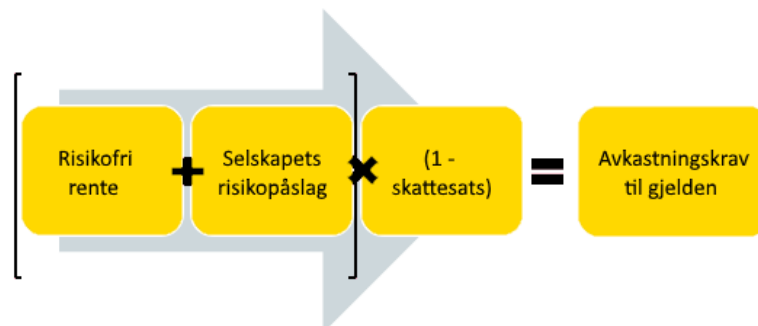 [
Risikofri
rente
+
Selskapets
risikopåslag
]
×
(1 -
skattesats)
=
Avkastningskrav
til gjelden